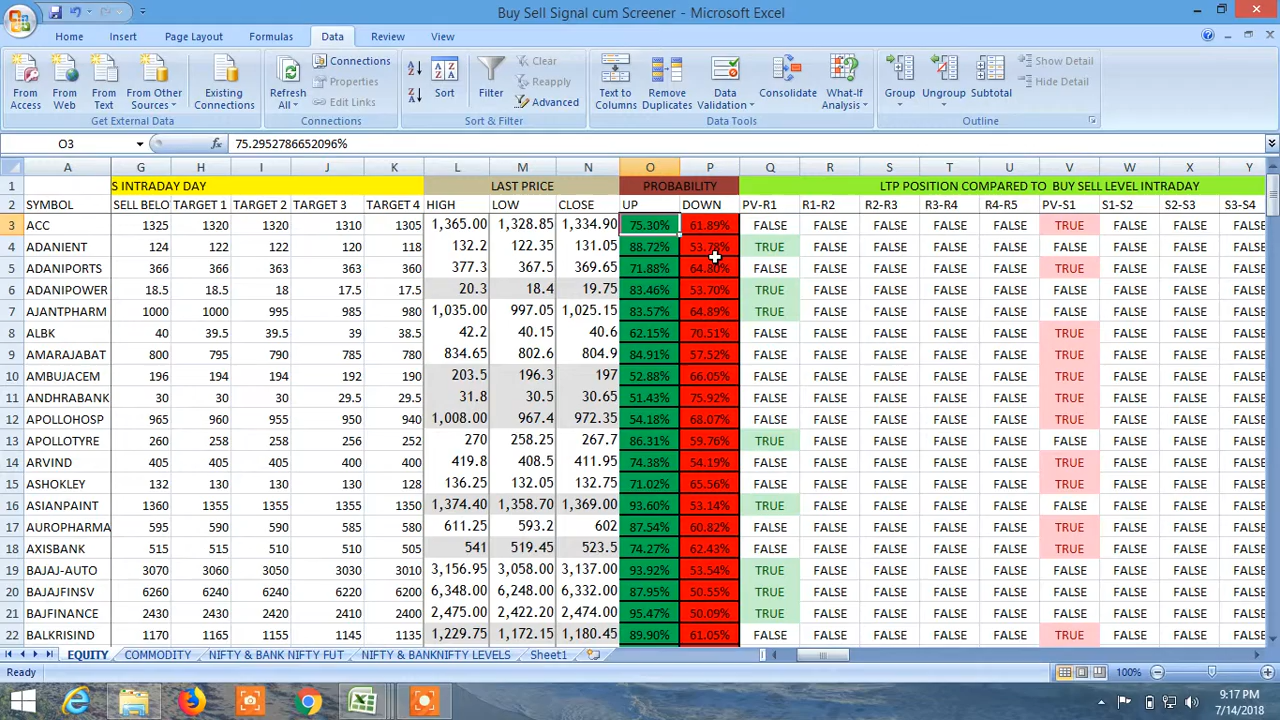 Buy Sell Signal cum Screener - Microsoft Excel
Home Insert Page Layout Formulas Data Review View
From Access From Web From Text From Other Sources Existing Connections Refresh All Connections Properties Edit Links Sort Filter Clear Reapply Advanced Text to Columns Remove Duplicates Data Validation Consolidate What-If Analysis Group Ungroup Subtotal Show Detail Hide Detail
Get External Data Connections Sort & Filter Data Tools Outline
O3 fx 75.2952786652096%
A G H I J K L M N O P Q R S T U V W X Y
1 S INTRADAY DAY LAST PRICE PROBABILITY LTP POSITION COMPARED TO BUY SELL LEVEL INTRADAY
2 SYMBOL SELL BELO TARGET 1 TARGET 2 TARGET 3 TARGET 4 HIGH LOW CLOSE UP DOWN PV-R1 R1-R2 R2-R3 R3-R4 R4-R5 PV-S1 S1-S2 S2-S3 S3-S4
3 ACC 1325 1320 1320 1310 1305 1,365.00 1,328.85 1,334.90 75.30% 61.89% FALSE FALSE FALSE FALSE FALSE TRUE FALSE FALSE FALSE
4 ADANIENT 124 122 122 120 118 132.2 122.35 131.05 88.72% 53.78% TRUE FALSE FALSE FALSE FALSE FALSE FALSE FALSE FALSE
5 ADANIPORTS 366 366 363 363 360 377.3 367.5 369.65 71.88% 64.80% FALSE FALSE FALSE FALSE FALSE TRUE FALSE FALSE FALSE
6 ADANIPOWER 18.5 18.5 18 17.5 17.5 20.3 18.4 19.75 83.46% 53.70% TRUE FALSE FALSE FALSE FALSE FALSE FALSE FALSE FALSE
7 AJANTPHARM 1000 1000 995 985 980 1,035.00 997.05 1,025.15 83.57% 64.89% TRUE FALSE FALSE FALSE FALSE FALSE FALSE FALSE FALSE
8 ALBK 40 39.5 39.5 39 38.5 42.2 40.15 40.6 62.15% 70.51% FALSE FALSE FALSE FALSE FALSE TRUE FALSE FALSE FALSE
9 AMARAJABAT 800 795 790 785 780 834.65 802.6 804.9 84.91% 57.52% FALSE FALSE FALSE FALSE FALSE TRUE FALSE FALSE FALSE
10 AMBUJACEM 196 194 194 192 190 203.5 196.3 197 52.88% 66.05% FALSE FALSE FALSE FALSE FALSE TRUE FALSE FALSE FALSE
11 ANDHRABANK 30 30 30 29.5 29.5 31.8 30.5 30.65 51.43% 75.92% FALSE FALSE FALSE FALSE FALSE TRUE FALSE FALSE FALSE
12 APOLLOHOSP 965 960 955 950 940 1,008.00 967.4 972.35 54.18% 68.07% FALSE FALSE FALSE FALSE FALSE TRUE FALSE FALSE FALSE
13 APOLLOTYRE 260 258 258 256 252 270 258.25 267.7 86.31% 59.76% TRUE FALSE FALSE FALSE FALSE FALSE FALSE FALSE FALSE
14 ARVIND 405 405 400 400 400 419.8 408.5 411.95 74.38% 54.19% FALSE FALSE FALSE FALSE FALSE TRUE FALSE FALSE FALSE
15 ASHOKLEY 132 130 130 130 128 136.25 132.05 132.75 71.02% 65.56% FALSE FALSE FALSE FALSE FALSE TRUE FALSE FALSE FALSE
16 ASIANPAINT 1360 1355 1355 1355 1350 1,374.40 1,358.70 1,369.00 93.60% 53.14% TRUE FALSE FALSE FALSE FALSE FALSE FALSE FALSE FALSE
17 AUROPHARMA 595 590 590 585 580 611.25 593.2 602 87.54% 60.82% FALSE FALSE FALSE FALSE FALSE TRUE FALSE FALSE FALSE
18 AXISBANK 515 515 510 510 505 541 519.45 523.5 74.27% 62.43% FALSE FALSE FALSE FALSE FALSE TRUE FALSE FALSE FALSE
19 BAJAJ-AUTO 3070 3060 3050 3040 3020 3,156.95 3,058.00 3,137.00 93.92% 53.54% TRUE FALSE FALSE FALSE FALSE FALSE FALSE FALSE FALSE
20 BAJAJFINSV 6260 6240 6240 6220 6200 6,348.00 6,248.00 6,332.00 87.95% 50.55% TRUE FALSE FALSE FALSE FALSE FALSE FALSE FALSE FALSE
21 BAJFINANCE 2430 2430 2420 2410 2400 2,475.00 2,422.20 2,474.00 95.47% 50.09% TRUE FALSE FALSE FALSE FALSE FALSE FALSE FALSE FALSE
22 BALKRISIND 1170 1165 1155 1145 1135 1,229.75 1,172.15 1,180.45 89.90% 61.05% FALSE FALSE FALSE FALSE FALSE TRUE FALSE FALSE FALSE
EQUITY COMMODITY NIFTY & BANK NIFTY FUT NIFTY & BANKNIFTY LEVELS Sheet1
Ready 100%
9:17 PM
7/14/2018